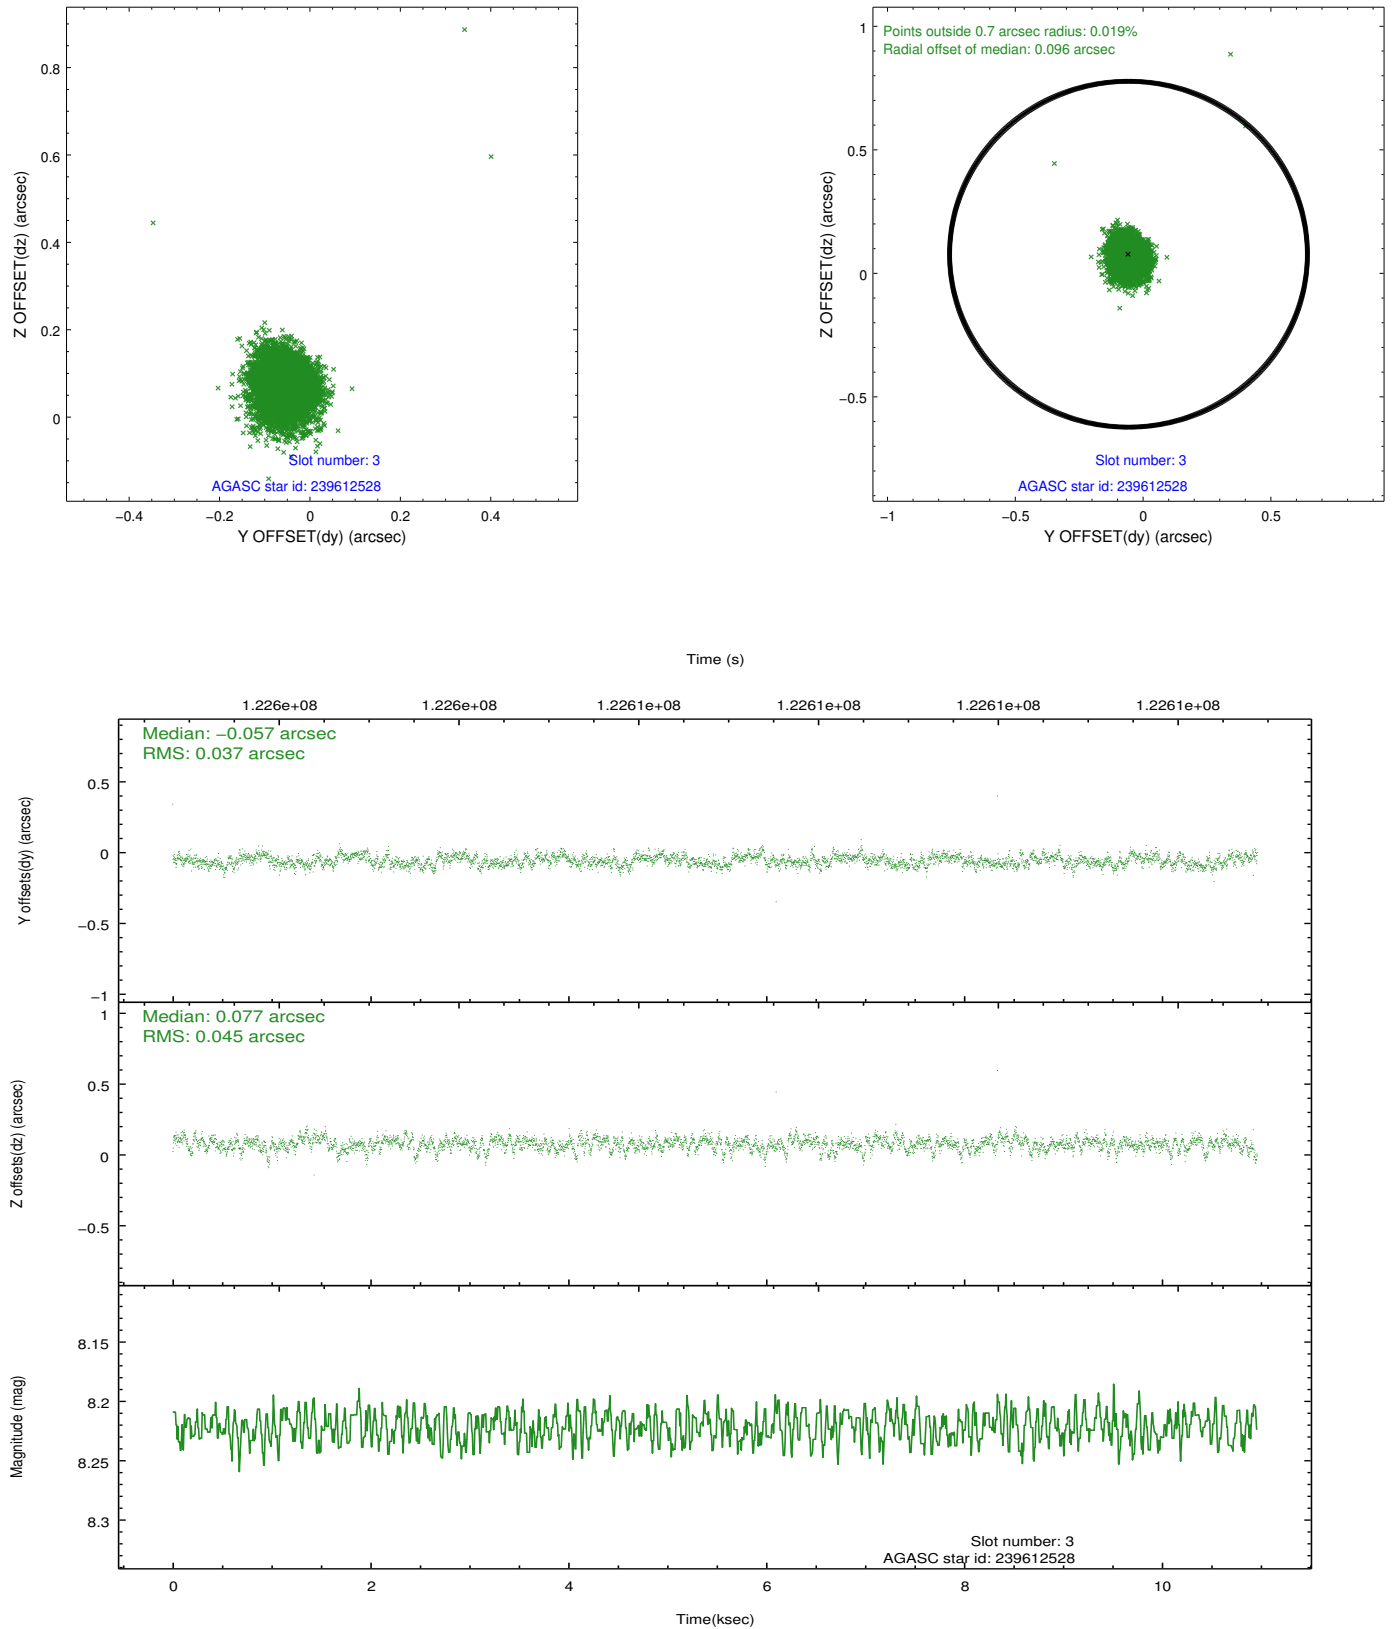 0.8
0.6
0.4
0.2
0
−0.4
−0.2
0
0.2
0.4
Z OFFSET(dz) (arcsec)
Y OFFSET(dy) (arcsec)
Slot number: 3
AGASC star id: 239612528
Points outside 0.7 arcsec radius: 0.019%
Radial offset of median: 0.096 arcsec
1
0.5
0
−0.5
−1
−0.5
0
0.5
Z OFFSET(dz) (arcsec)
Y OFFSET(dy) (arcsec)
Slot number: 3
AGASC star id: 239612528
Time (s)
1.226e+08
1.226e+08
1.2261e+08
1.2261e+08
1.2261e+08
1.2261e+08
Median: −0.057 arcsec
RMS: 0.037 arcsec
0.5
0
−0.5
−1
Y offsets(dy) (arcsec)
Median: 0.077 arcsec
RMS: 0.045 arcsec
1
0.5
0
−0.5
Z offsets(dz) (arcsec)
8.15
8.2
8.25
8.3
Magnitude (mag)
Slot number: 3
AGASC star id: 239612528
0
2
4
6
8
10
Time(ksec)